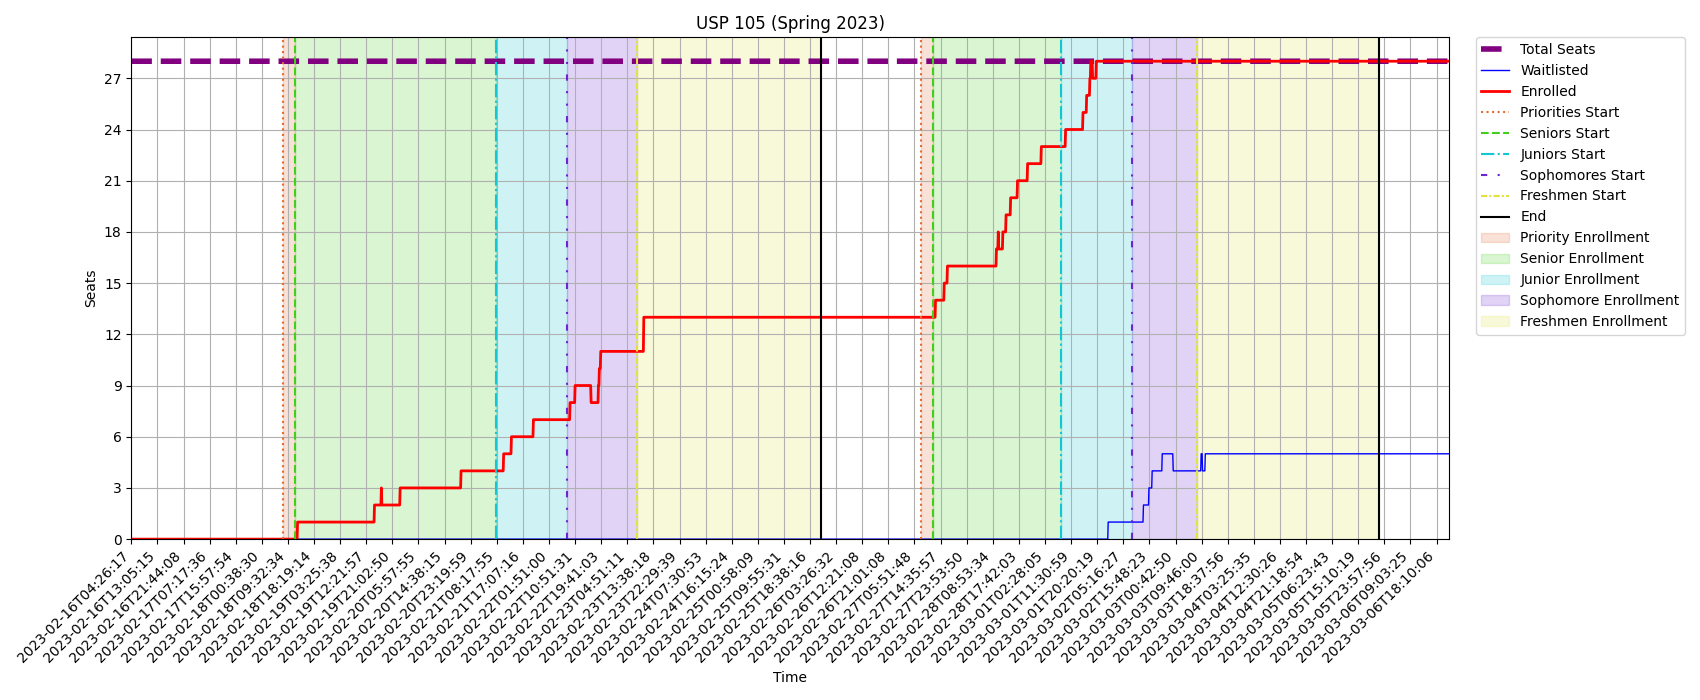 USP 105 (Spring 2023)
Seats
27
24
21
18
15
12
9
6
3
0
2023-02-16T04:26:17
2023-02-16T13:05:15
2023-02-16T21:44:08
2023-02-17T07:17:36
2023-02-17T15:57:54
2023-02-18T00:38:30
2023-02-18T09:32:34
2023-02-18T18:19:14
2023-02-19T03:25:38
2023-02-19T12:21:57
2023-02-19T21:02:50
2023-02-20T05:57:55
2023-02-20T14:38:15
2023-02-20T23:19:59
2023-02-21T08:17:55
2023-02-21T17:07:16
2023-02-22T01:51:00
2023-02-22T10:51:31
2023-02-22T19:41:03
2023-02-23T04:51:11
2023-02-23T13:38:18
2023-02-23T22:29:39
2023-02-24T07:30:53
2023-02-24T16:15:24
2023-02-25T00:58:09
2023-02-25T09:55:31
2023-02-25T18:38:16
2023-02-26T03:26:32
2023-02-26T12:21:08
2023-02-26T21:01:08
2023-02-27T05:51:48
2023-02-27T14:35:57
2023-02-27T23:53:50
2023-02-28T08:53:34
2023-02-28T17:42:03
2023-03-01T02:28:05
2023-03-01T11:30:59
2023-03-01T20:20:19
2023-03-02T05:16:27
2023-03-02T15:48:23
2023-03-03T00:42:50
2023-03-03T09:46:00
2023-03-03T18:37:56
2023-03-04T03:25:35
2023-03-04T12:30:26
2023-03-04T21:18:54
2023-03-05T06:23:43
2023-03-05T15:10:19
2023-03-05T23:57:56
2023-03-06T09:03:25
2023-03-06T18:10:06
Time
Total Seats
Waitlisted
Enrolled
Priorities Start
Seniors Start
Juniors Start
Sophomores Start
Freshmen Start
End
Priority Enrollment
Senior Enrollment
Junior Enrollment
Sophomore Enrollment
Freshmen Enrollment